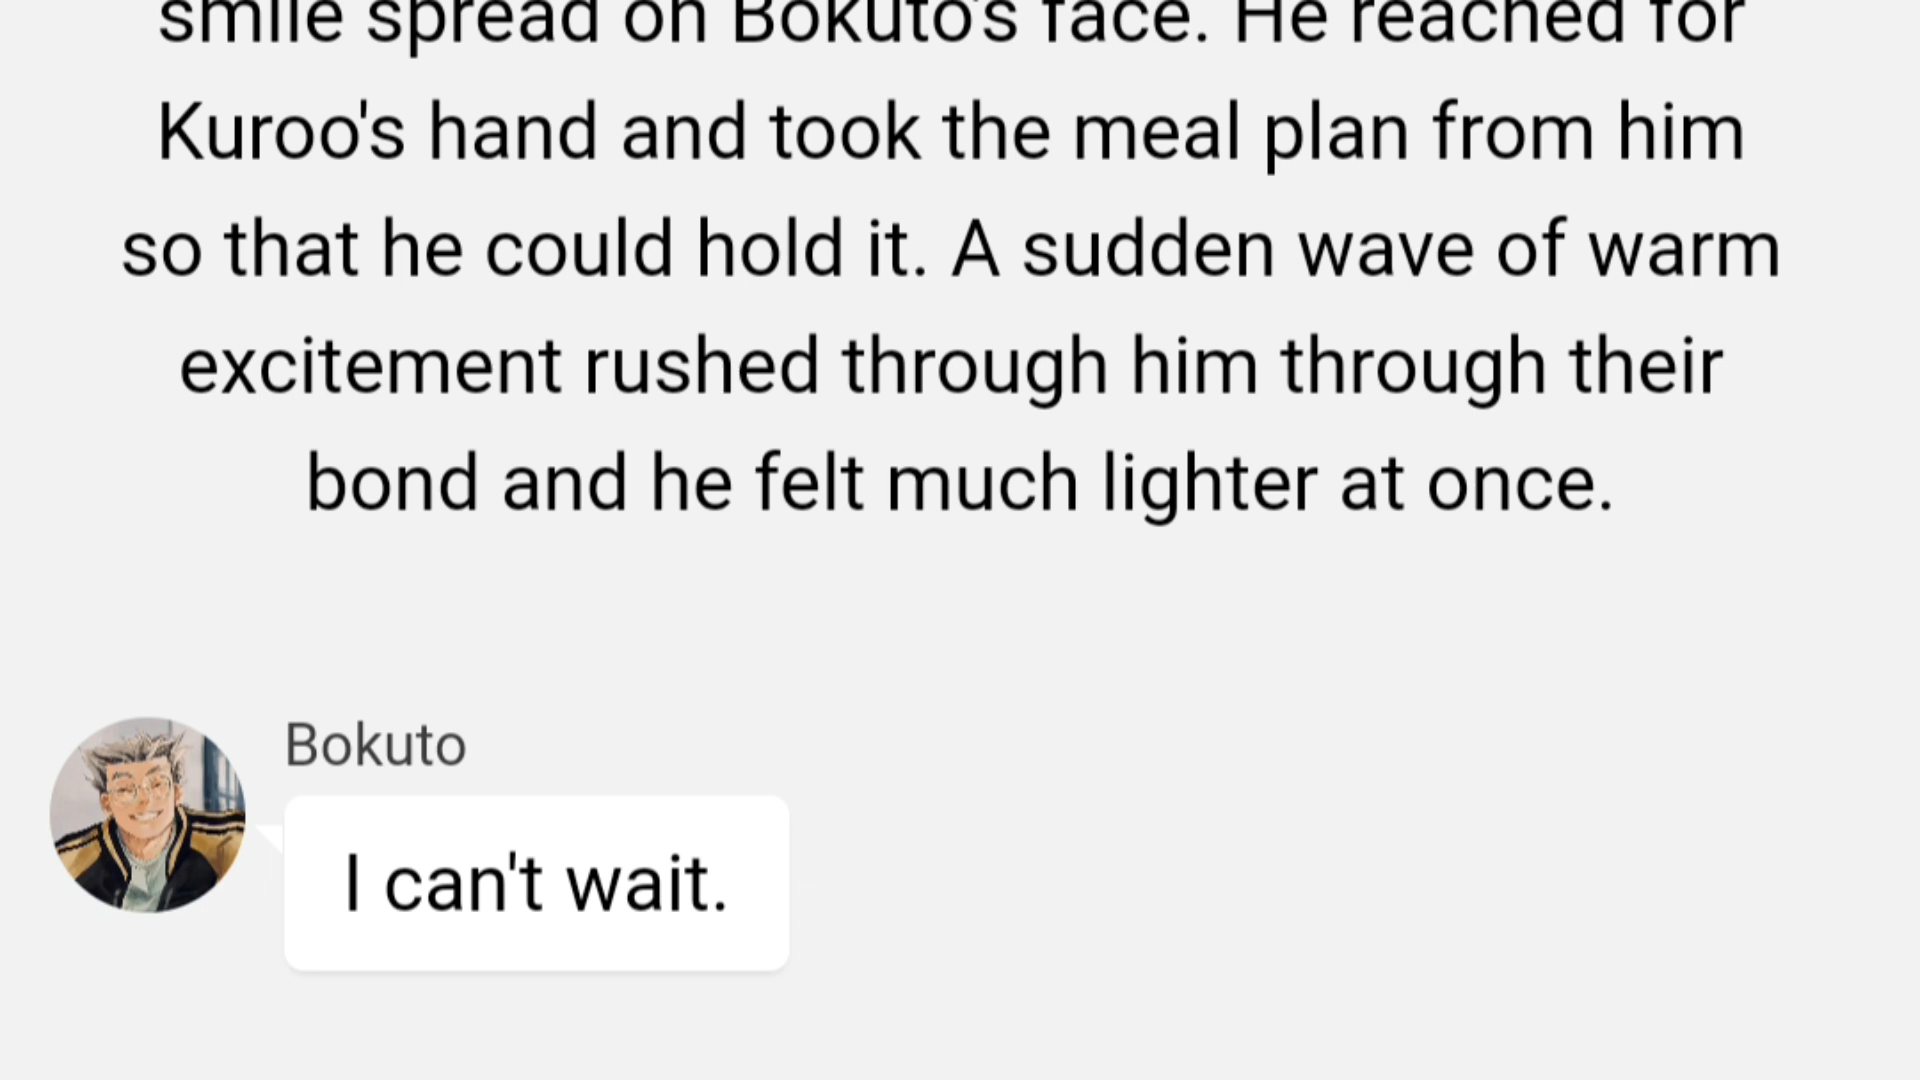 smile spread on Bokuto's face. He reached for
Kuroo's hand and took the meal plan from him
so that he could hold it. A sudden wave of warm
excitement rushed through him through their
bond and he felt much lighter at once.
Bokuto
I can't wait.